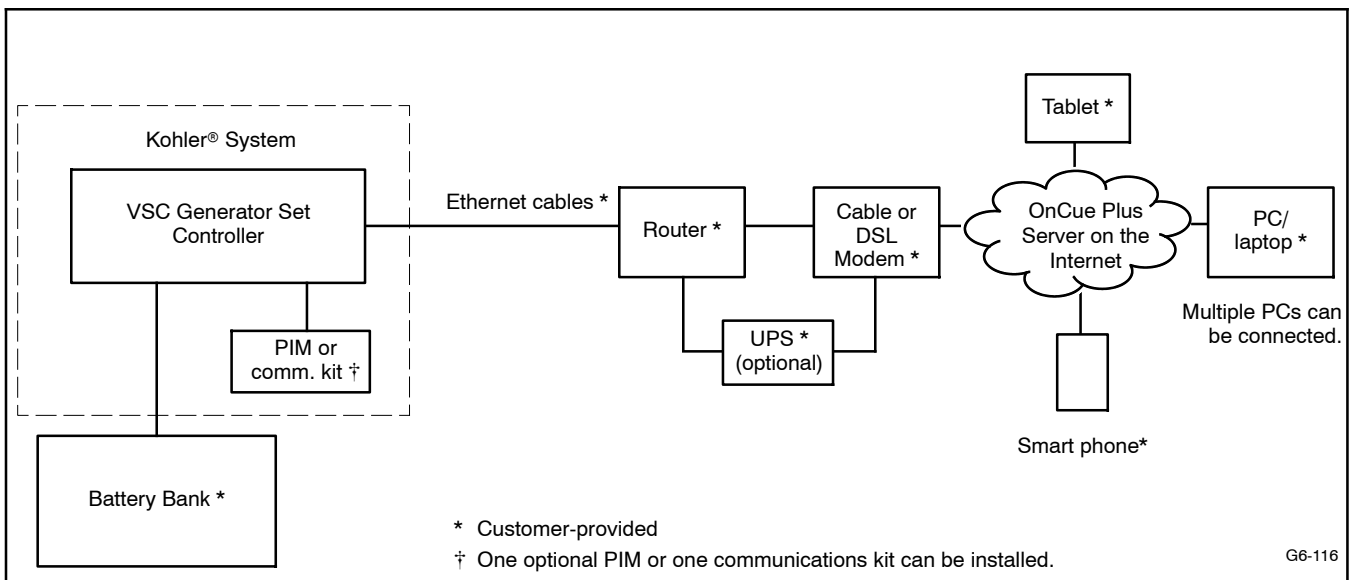 Kohler® System
VSC Generator Set
Controller
PIM or
comm. kit †
Battery Bank *
Ethernet cables *
Router *
Cable or
DSL
Modem *
UPS *
(optional)
Tablet *
OnCue Plus
Server on the
Internet
PC/
laptop *
Multiple PCs can
be connected.
Smart phone*
* Customer-provided
† One optional PIM or one communications kit can be installed.
G6-116